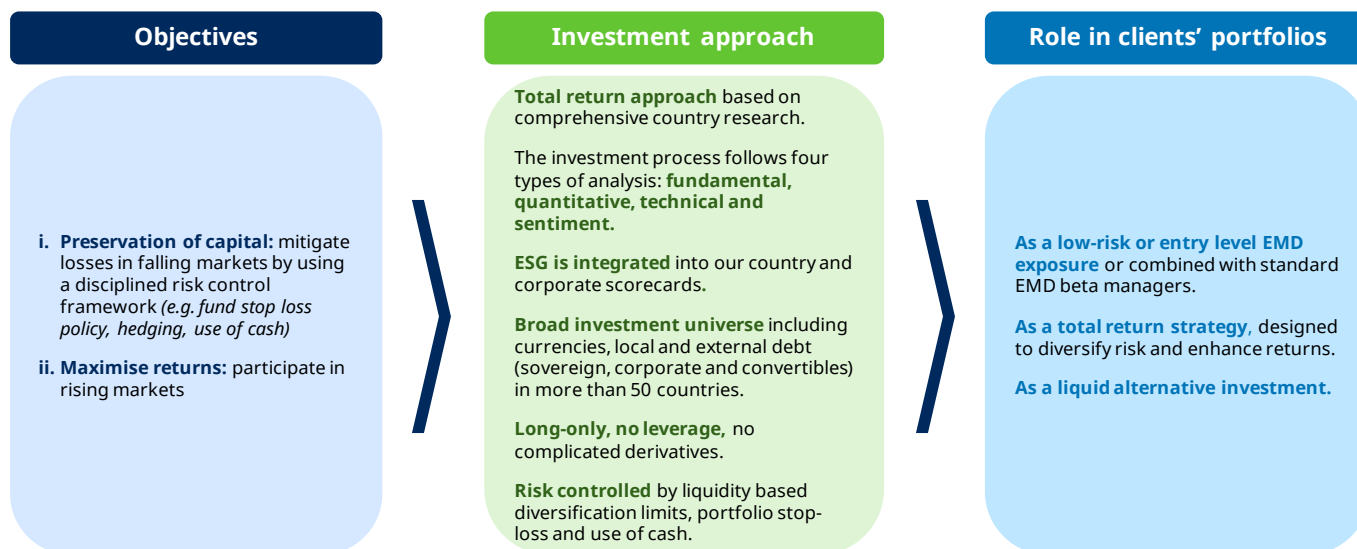 Objectives
i. Preservation of capital: mitigate
losses in falling markets by using
a disciplined risk control
framework (e.g. fund stop loss
policy, hedging, use of cash)
ii. Maximise returns: participate in
rising markets
Investment approach
Total return approach based on
comprehensive country research.
The investment process follows four
types of analysis: fundamental,
quantitative, technical and
sentiment.
ESG is integrated into our country and
corporate scorecards.
Broad investment universe including
currencies, local and external debt
(sovereign, corporate and convertibles)
in more than 50 countries.
Long-only, no leverage, no
complicated derivatives.
Risk controlled by liquidity based
diversification limits, portfolio stop-
loss and use of cash.
Role in clients’ portfolios
As a low-risk or entry level EMD
exposure or combined with standard
EMD beta managers.
As a total return strategy, designed
to diversify risk and enhance returns.
As a liquid alternative investment.